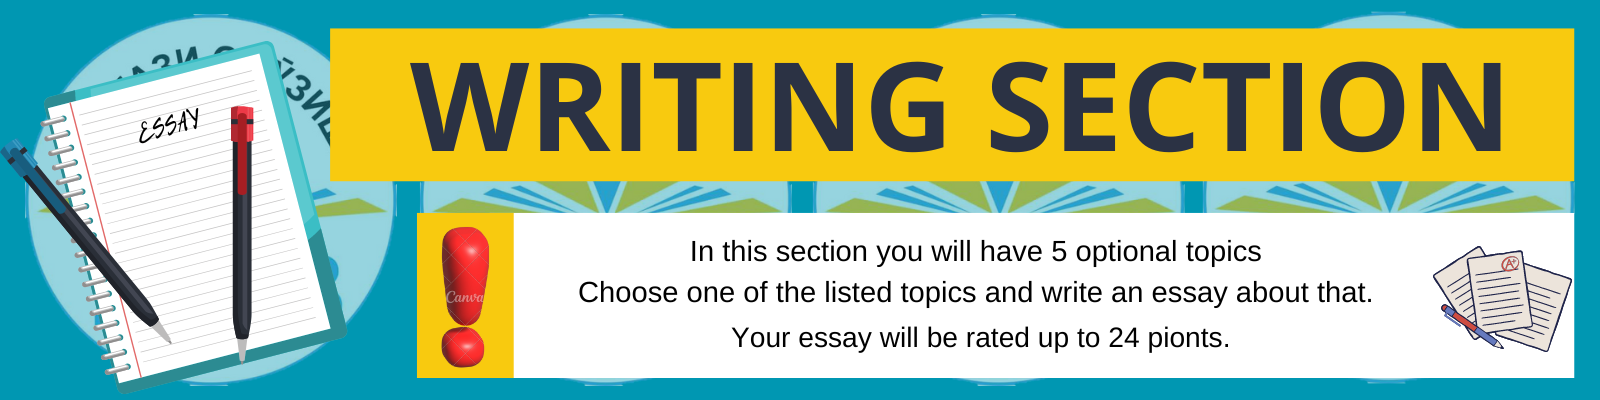 WRITING SECTION
ESSAY
In this section you will have 5 optional topics
Choose one of the listed topics and write an essay about that.
Your essay will be rated up to 24 pionts.
Canva
A+